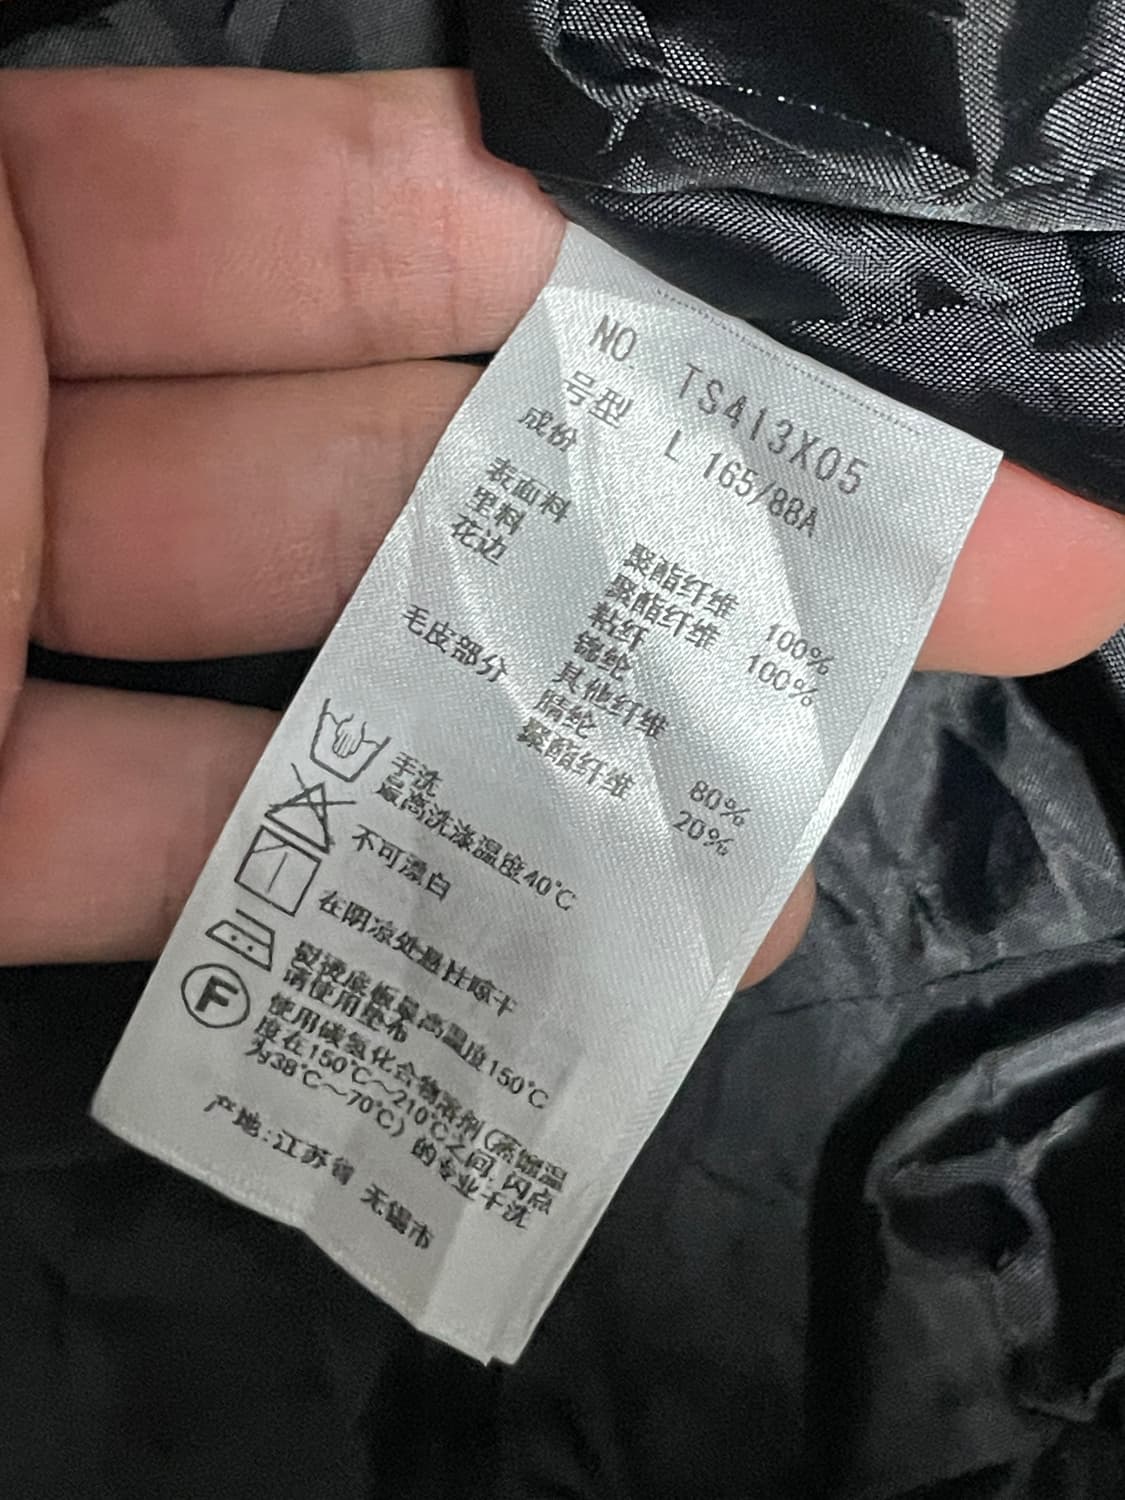 NO. TS413X05
号型 L 165/88A
成份
表面料 聚酯纤维 100%
里料 聚酯纤维 100%
花边 粘纤
锦纶
其他纤维
毛皮部分 腈纶 80%
聚酯纤维 20%
手洗
最高洗涤温度40℃
不可漂白
在阴凉处悬挂晾干
熨烫底板最高温度150℃
请使用垫布
F
使用碳氢化合物溶剂(蒸馏温
度在150℃~210℃之间,闪点
为38℃~70℃)的专业干洗
产地:江苏省 无锡市